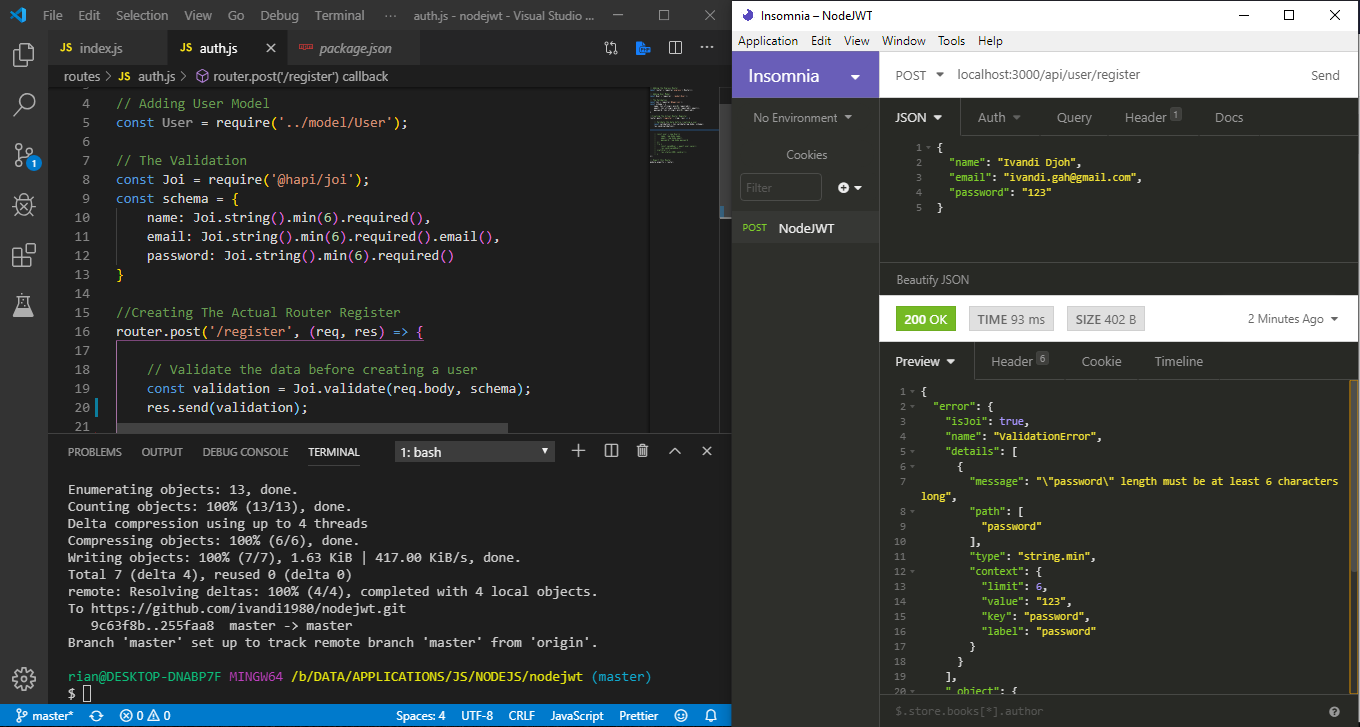 File Edit Selection View Go Debug Terminal ··· auth.js - nodejwt - Visual Studio ...
JS index.js JS auth.js package.json
routes > JS auth.js > router.post('/register') callback
4 // Adding User Model
5 const User = require('../model/User');
6
7 // The Validation
8 const Joi = require('@hapi/joi');
9 const schema = {
10 name: Joi.string().min(6).required(),
11 email: Joi.string().min(6).required().email(),
12 password: Joi.string().min(6).required()
13 }
14
15 //Creating The Actual Router Register
16 router.post('/register', (req, res) => {
17
18 // Validate the data before creating a user
19 const validation = Joi.validate(req.body, schema);
20 res.send(validation);
21
PROBLEMS OUTPUT DEBUG CONSOLE TERMINAL 1: bash
Enumerating objects: 13, done.
Counting objects: 100% (13/13), done.
Delta compression using up to 4 threads
Compressing objects: 100% (6/6), done.
Writing objects: 100% (7/7), 1.63 KiB | 417.00 KiB/s, done.
Total 7 (delta 4), reused 0 (delta 0)
remote: Resolving deltas: 100% (4/4), completed with 4 local objects.
To https://github.com/ivandi1980/nodejwt.git
9c63f8b..255faa8 master -> master
Branch 'master' set up to track remote branch 'master' from 'origin'.
rian@DESKTOP-DNABP7F MINGW64 /b/DATA/APPLICATIONS/JS/NODEJS/nodejwt (master)
$
1
master* 0 0 Spaces: 4 UTF-8 CRLF JavaScript Prettier
Insomnia – NodeJWT
Application Edit View Window Tools Help
Insomnia
No Environment
Cookies
Filter
POST NodeJWT
POST localhost:3000/api/user/register Send
JSON Auth Query Header 1 Docs
1 {
2 "name": "Ivandi Djoh",
3 "email": "ivandi.gah@gmail.com",
4 "password": "123"
5 }
Beautify JSON
200 OK TIME 93 ms SIZE 402 B 2 Minutes Ago
Preview Header 6 Cookie Timeline
1 {
2 "error": {
3 "isJoi": true,
4 "name": "ValidationError",
5 "details": [
6 {
7 "message": "\"password\" length must be at least 6 characters
long",
8 "path": [
9 "password"
10 ],
11 "type": "string.min",
12 "context": {
13 "limit": 6,
14 "value": "123",
15 "key": "password",
16 "label": "password"
17 }
18 }
19 ],
20 "_object": {
$.store.books[*].author